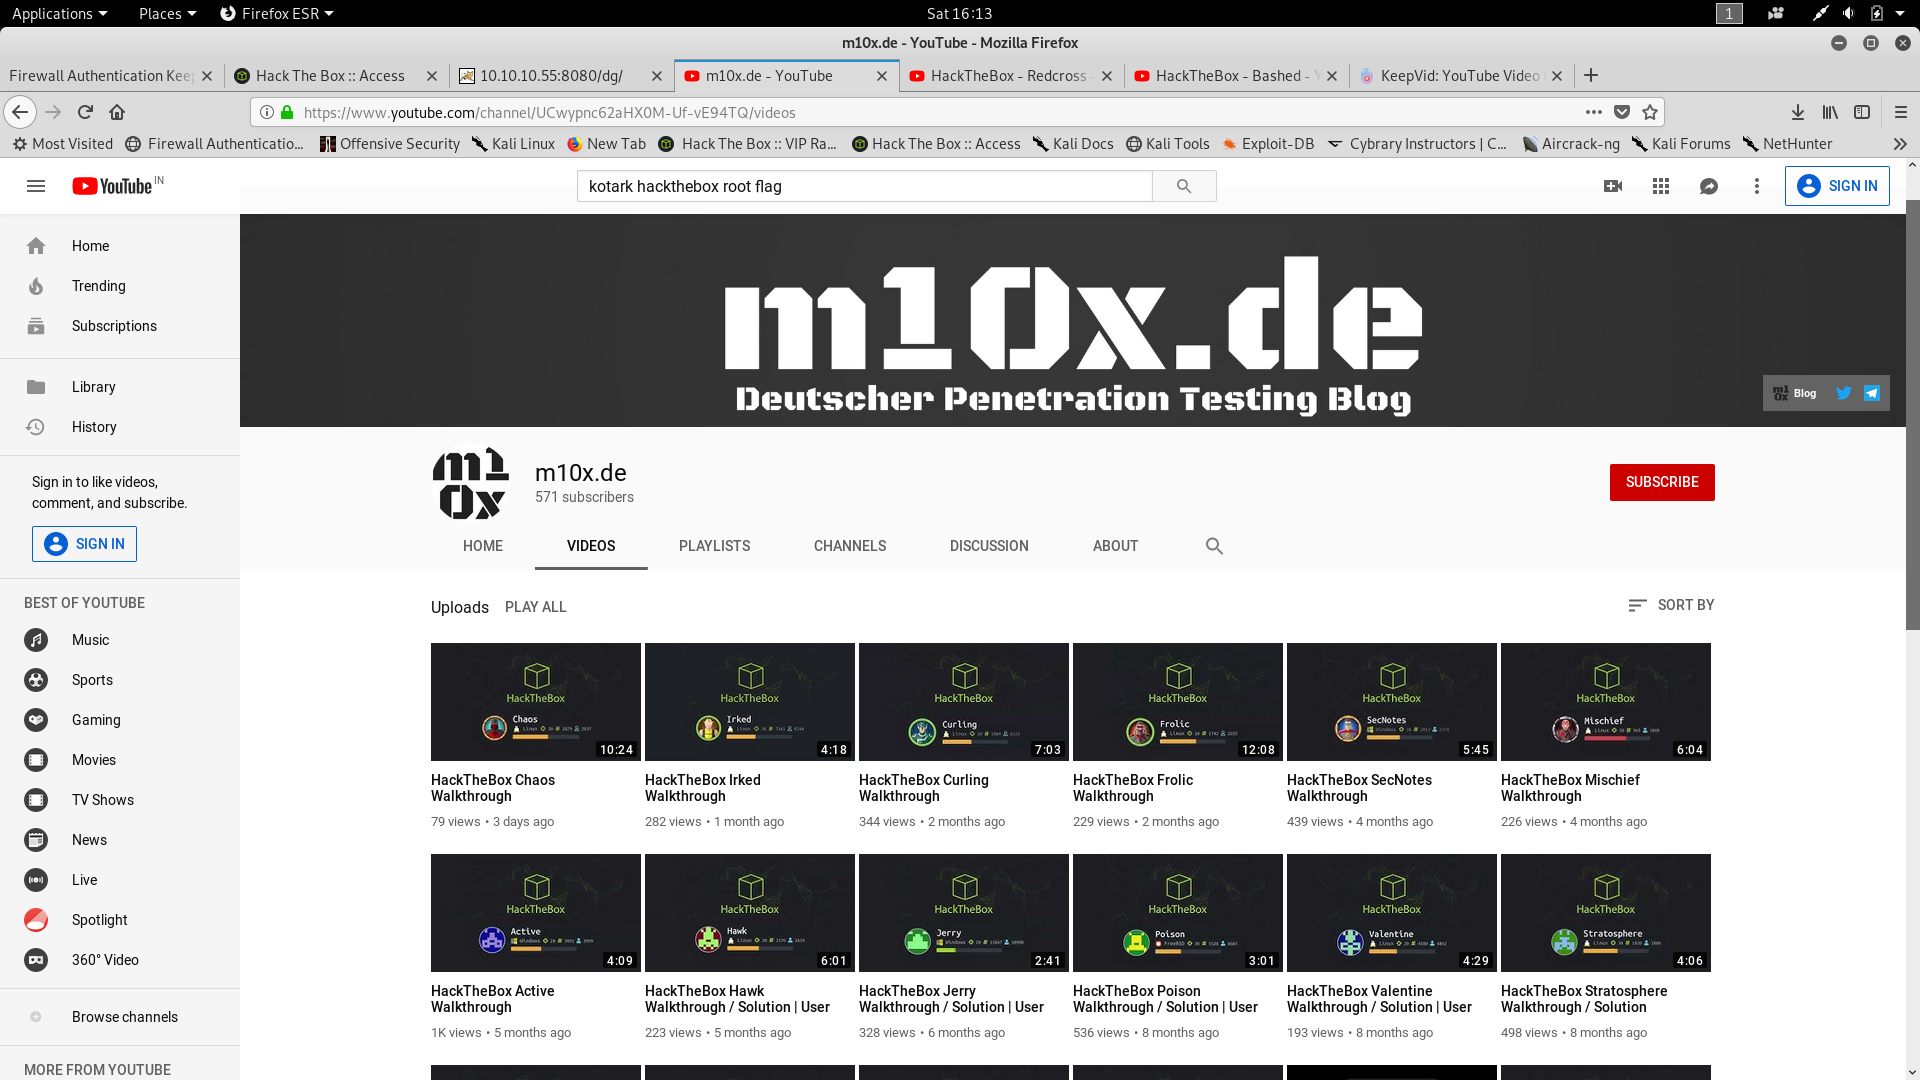 Applications Places Firefox ESR Sat 16:13 1
m10x.de - YouTube - Mozilla Firefox
Firewall Authentication Keep Hack The Box :: Access 10.10.10.55:8080/dg/ m10x.de - YouTube HackTheBox - Redcross - HackTheBox - Bashed - Y KeepVid: YouTube Video
https://www.youtube.com/channel/UCwypnc62aHX0M-Uf-vE94TQ/videos
Most Visited Firewall Authenticatio... Offensive Security Kali Linux New Tab Hack The Box :: VIP Ra... Hack The Box :: Access Kali Docs Kali Tools Exploit-DB Cybrary Instructors | C... Aircrack-ng Kali Forums NetHunter
YouTube IN
kotark hackthebox root flag
SIGN IN
Home
Trending
Subscriptions
Library
History
Sign in to like videos,
comment, and subscribe.
SIGN IN
BEST OF YOUTUBE
Music
Sports
Gaming
Movies
TV Shows
News
Live
Spotlight
360° Video
Browse channels
MORE FROM YOUTUBE
m10x.de
Deutscher Penetration Testing Blog
m10x Blog
m10x
m10x.de
571 subscribers
SUBSCRIBE
HOME VIDEOS PLAYLISTS CHANNELS DISCUSSION ABOUT
Uploads PLAY ALL SORT BY
HackTheBox HackTheBox HackTheBox HackTheBox HackTheBox HackTheBox
Chaos Irked Curling Frolic SecNotes Mischief
Linux Linux Linux Linux Windows Linux
10:24 4:18 7:03 12:08 5:45 6:04
HackTheBox Chaos HackTheBox Irked HackTheBox Curling HackTheBox Frolic HackTheBox SecNotes HackTheBox Mischief
Walkthrough Walkthrough Walkthrough Walkthrough Walkthrough Walkthrough
79 views • 3 days ago 282 views • 1 month ago 344 views • 2 months ago 229 views • 2 months ago 439 views • 4 months ago 226 views • 4 months ago
HackTheBox HackTheBox HackTheBox HackTheBox HackTheBox HackTheBox
Active Hawk Jerry Poison Valentine Stratosphere
Windows Linux Windows FreeBSD Linux Linux
4:09 6:01 2:41 3:01 4:29 4:06
HackTheBox Active HackTheBox Hawk HackTheBox Jerry HackTheBox Poison HackTheBox Valentine HackTheBox Stratosphere
Walkthrough Walkthrough / Solution | User Walkthrough / Solution | User Walkthrough / Solution | User Walkthrough / Solution | User Walkthrough / Solution
1K views • 5 months ago 223 views • 5 months ago 328 views • 6 months ago 536 views • 8 months ago 193 views • 8 months ago 498 views • 8 months ago